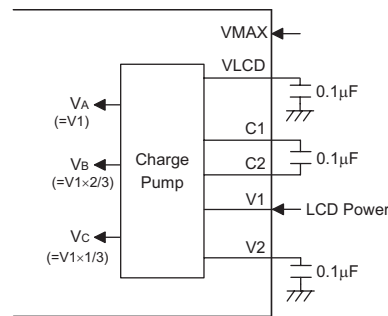 VMAX
VLCD
0.1μF
VA
(=V1)
C1
0.1μF
VB
(=V1×2/3)
Charge
Pump
C2
V1
LCD Power
VC
(=V1×1/3)
V2
0.1μF